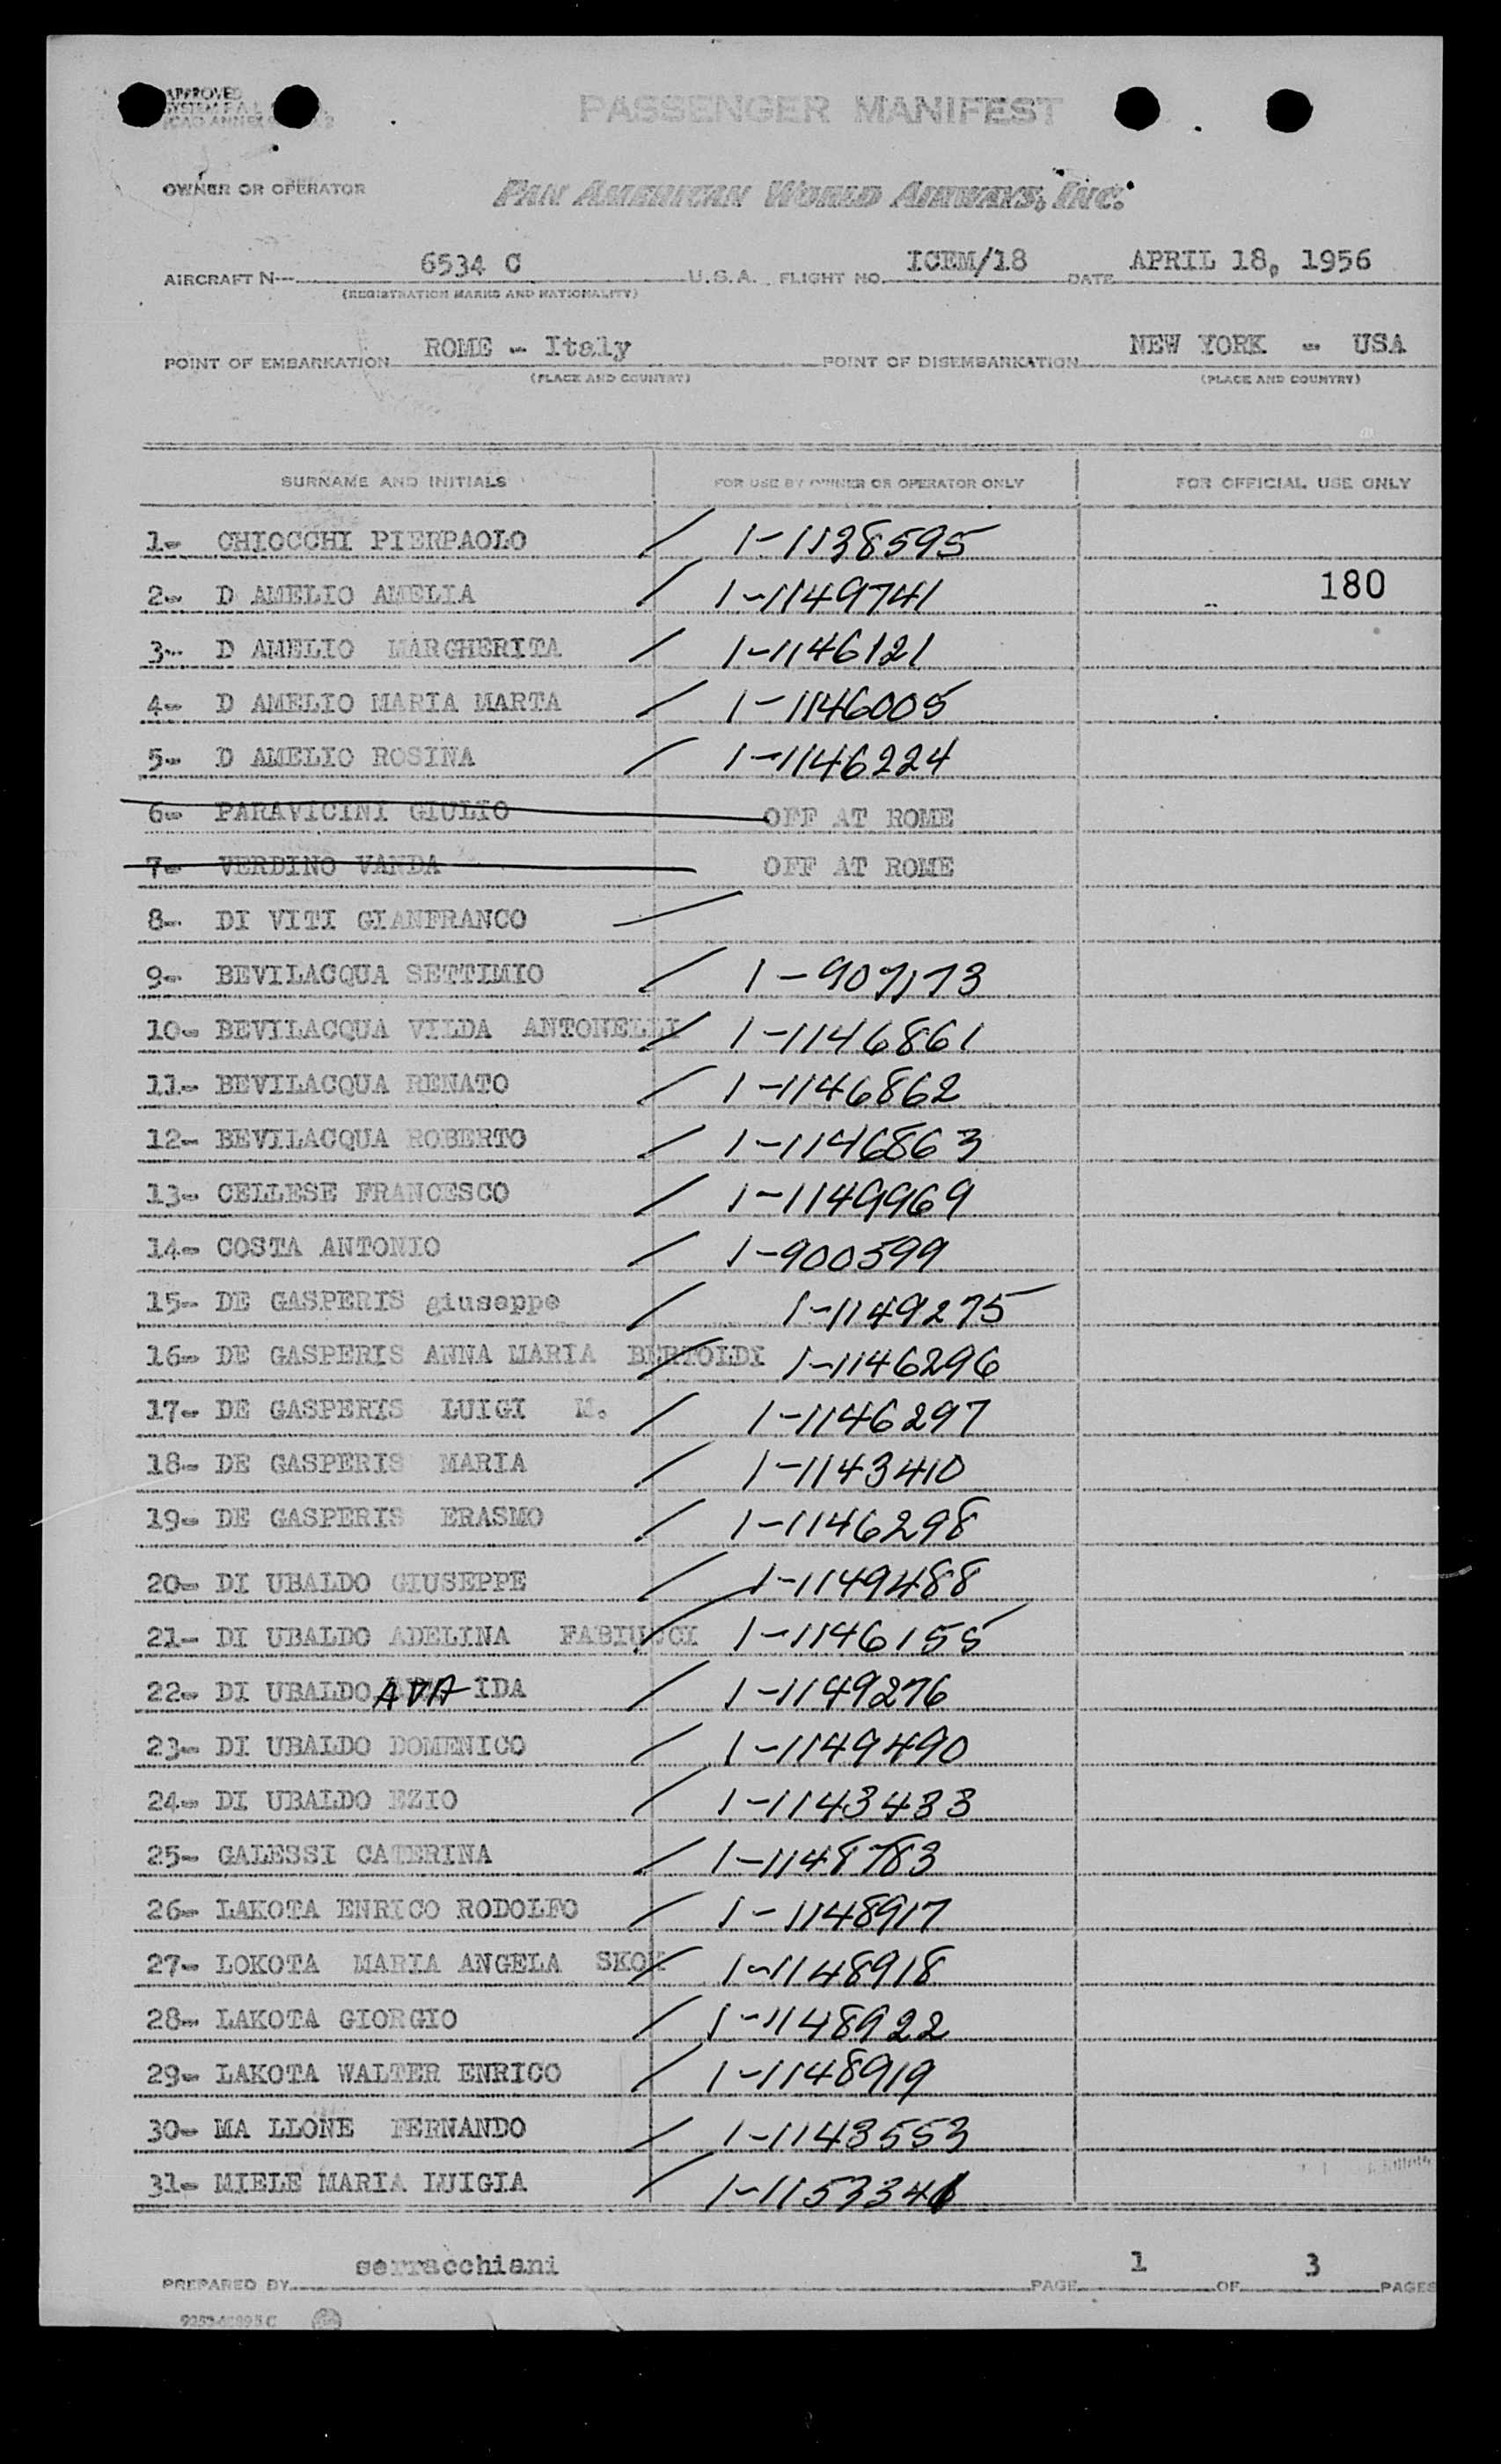 APPROVED
PASSENGER MANIFEST
OWNER OR OPERATOR PAN AMERICAN WORLD AIRWAYS, INC.
AIRCRAFT N 6534 C U.S.A. FLIGHT NO. ICEM/18 DATE APRIL 18, 1956
(REGISTRATION MARKS AND NATIONALITY)
POINT OF EMBARKATION ROME - Italy POINT OF DISEMBARKATION NEW YORK - USA
(PLACE AND COUNTRY) (PLACE AND COUNTRY)
SURNAME AND INITIALS FOR USE BY OWNER OR OPERATOR ONLY FOR OFFICIAL USE ONLY
1- CHIOCCHI PIERPAOLO / 1-1138595
2- D AMELIO AMELIA / 1-1149741 180
3- D AMELIO MARGHERITA / 1-1146121
4- D AMELIO MARIA MARTA / 1-1146005
5- D AMELIO ROSINA / 1-1146224
6- PARAVICINI GIULIO OFF AT ROME
7- VERDINO VANDA OFF AT ROME
8- DI VITI GIANFRANCO /
9- BEVILACQUA SETTIMIO / 1-907173
10- BEVILACQUA VILDA ANTONELLI / 1-1146861
11- BEVILACQUA RENATO / 1-1146862
12- BEVILACQUA ROBERTO / 1-1146863
13- CELLESE FRANCESCO / 1-1149969
14- COSTA ANTONIO / 1-900599
15- DE GASPERIS giuseppe / 1-1149275
16- DE GASPERIS ANNA MARIA BERTOLDI / 1-1146296
17- DE GASPERIS LUIGI M. / 1-1146297
18- DE GASPERIS MARIA / 1-1143410
19- DE GASPERIS ERASMO / 1-1146298
20- DI UBALDO GIUSEPPE / 1-1149488
21- DI UBALDO ADELINA FABIUCCI / 1-1146155
22- DI UBALDO ADA IDA / 1-1149276
23- DI UBALDO DOMENICO / 1-1149490
24- DI UBALDO EZIO / 1-1143433
25- GALESSI CATERINA / 1-1148783
26- LAKOTA ENRICO RODOLFO / 1-1148917
27- LOKOTA MARIA ANGELA SKOK / 1-1148918
28- LAKOTA GIORGIO / 1-1148922
29- LAKOTA WALTER ENRICO / 1-1148919
30- MA LLONE FERNANDO / 1-1143553
31- MIELE MARIA LUIGIA / 1-1153341
PREPARED BY serracchiani PAGE 1 OF 3 PAGES